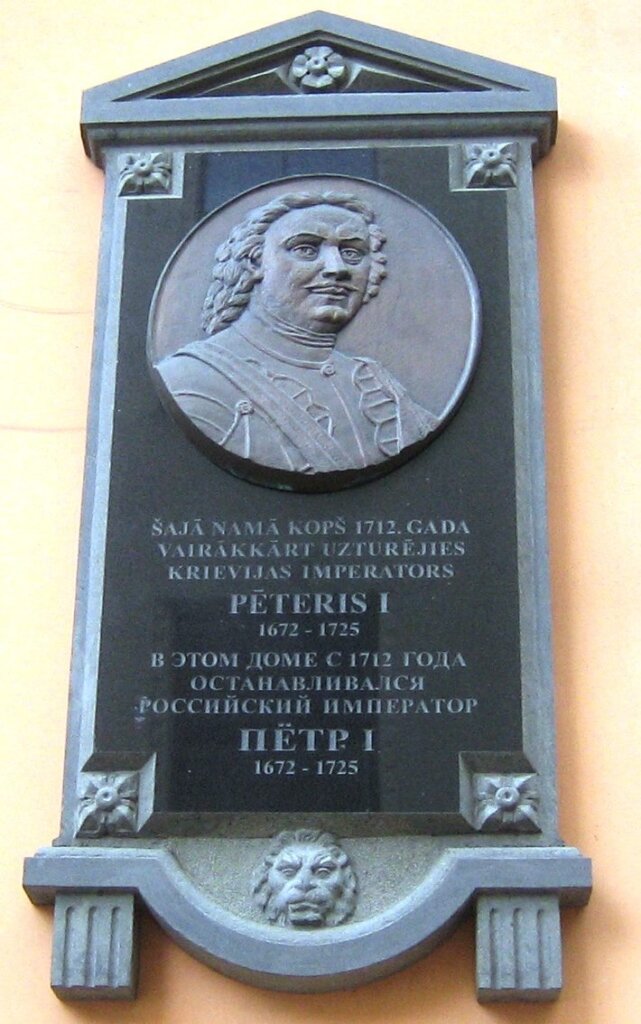 ŠAJĀ NAMĀ KOPŠ 1712. GADA
VAIRĀKKĀRT UZTURĒJIES
KRIEVIJAS IMPERATORS
PĒTERIS I
1672 - 1725
В ЭТОМ ДОМЕ С 1712 ГОДА
ОСТАНАВЛИВАЛСЯ
РОССИЙСКИЙ ИМПЕРАТОР
ПЁТР I
1672 - 1725